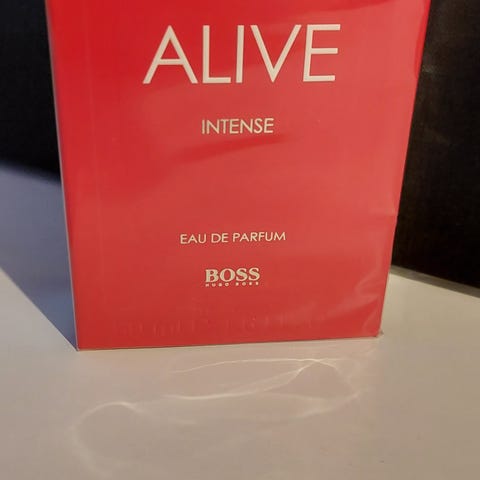 ALIVE
INTENSE
EAU DE PARFUM
BOSS
HUGO BOSS